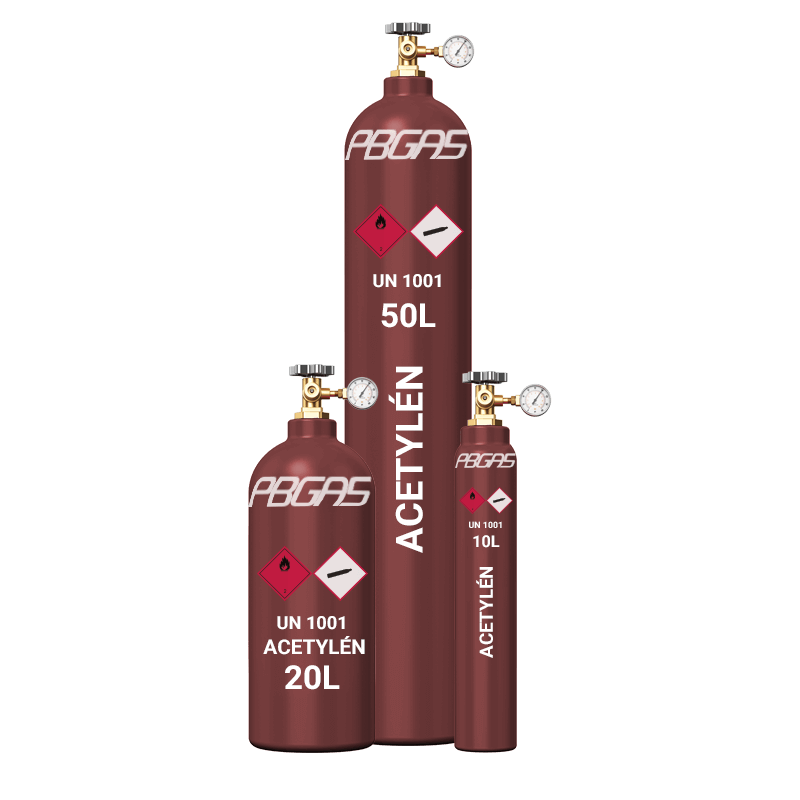 PBGAS
UN 1001
50L
ACETYLÉN
PBGAS
UN 1001
ACETYLÉN
20L
PBGAS
UN 1001
10L
ACETYLÉN